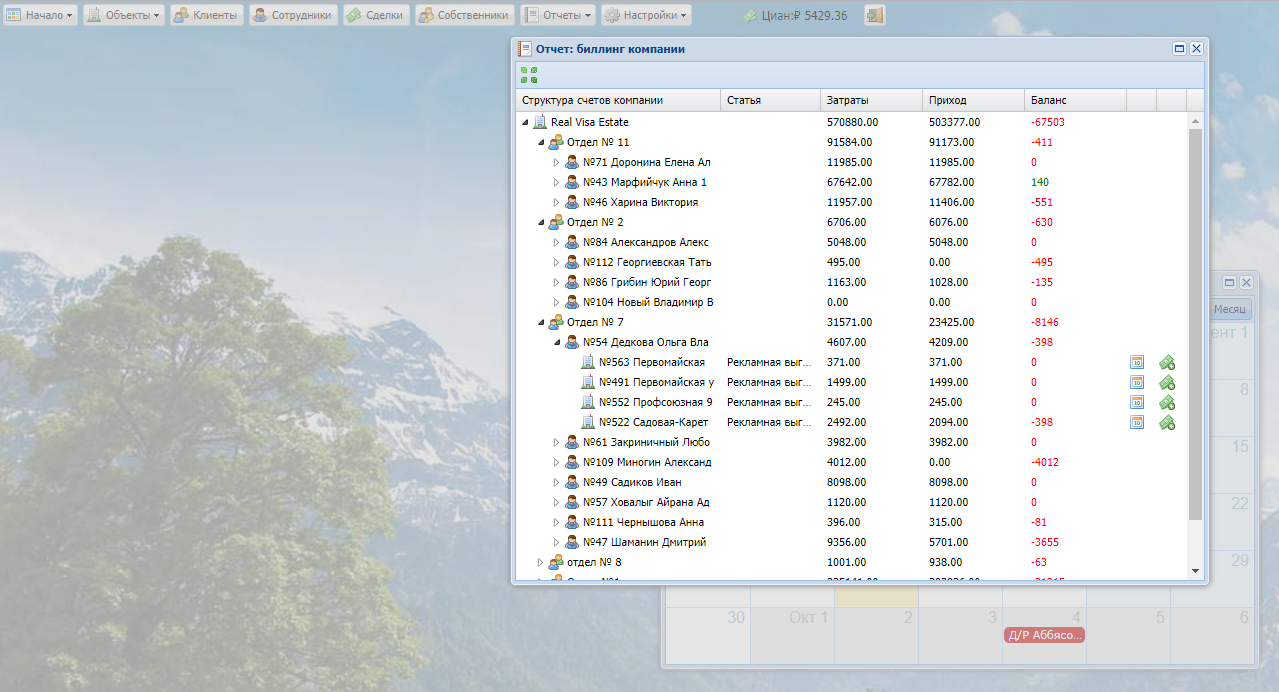 Начало Объекты Клиенты Сотрудники Сделки Собственники Отчеты Настройки Циан:₽ 5429.36
Отчет: биллинг компании
Структура счетов компании Статья Затраты Приход Баланс
Real Visa Estate 570880.00 503377.00 -67503
Отдел № 11 91584.00 91173.00 -411
№71 Доронина Елена Ал 11985.00 11985.00 0
№43 Марфийчук Анна 1 67642.00 67782.00 140
№46 Харина Виктория 11957.00 11406.00 -551
Отдел № 2 6706.00 6076.00 -630
№84 Александров Алекс 5048.00 5048.00 0
№112 Георгиевская Тать 495.00 0.00 -495
№86 Грибин Юрий Георг 1163.00 1028.00 -135
№104 Новый Владимир В 0.00 0.00 0
Отдел № 7 31571.00 23425.00 -8146
№54 Дедкова Ольга Вла 4607.00 4209.00 -398
№563 Первомайская Рекламная выг... 371.00 371.00 0
№491 Первомайская у Рекламная выг... 1499.00 1499.00 0
№552 Профсоюзная 9 Рекламная выг... 245.00 245.00 0
№522 Садовая-Карет Рекламная выг... 2492.00 2094.00 -398
№61 Закриничный Любо 3982.00 3982.00 0
№109 Миногин Александ 4012.00 0.00 -4012
№49 Садиков Иван 8098.00 8098.00 0
№57 Ховалыг Айрана Ад 1120.00 1120.00 0
№111 Чернышова Анна 396.00 315.00 -81
№47 Шаманин Дмитрий 9356.00 5701.00 -3655
отдел № 8 1001.00 938.00 -63
Месяц
ент 1
8
15
22
29
30 Окт 1 2 3 4 5 6
Д/Р Аббясо...